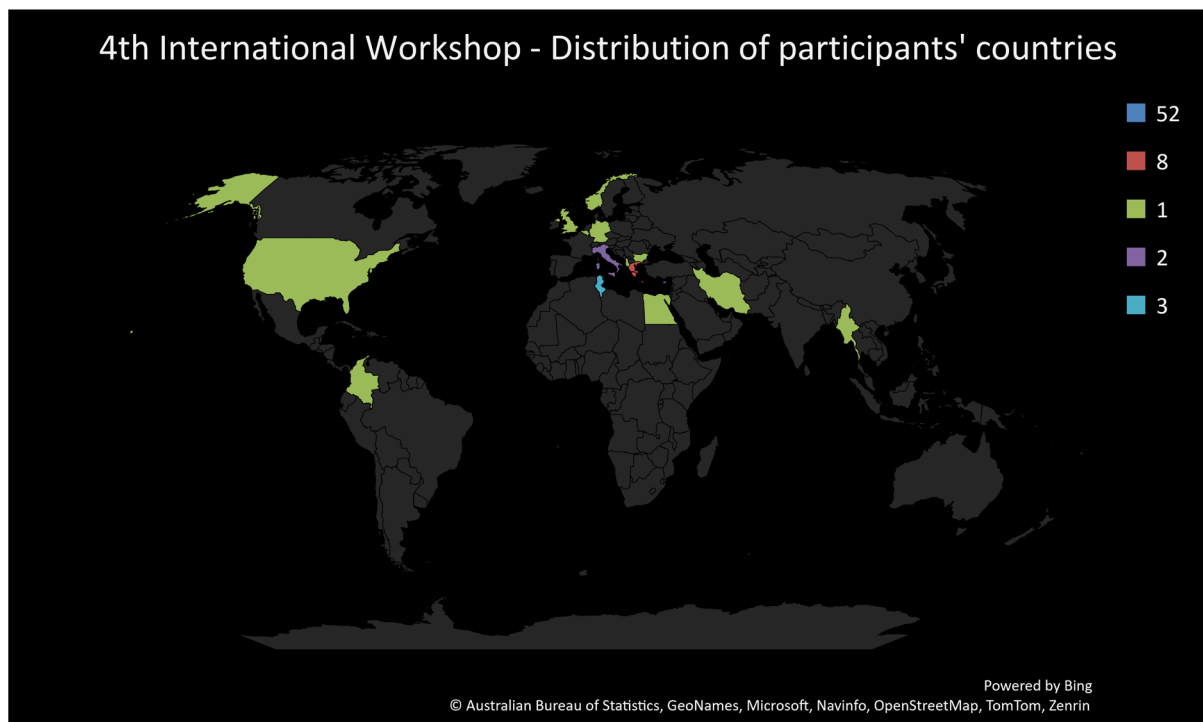 4th International Workshop - Distribution of participants' countries
52
8
1
2
3
Powered by Bing
© Australian Bureau of Statistics, GeoNames, Microsoft, Navinfo, OpenStreetMap, TomTom, Zenrin